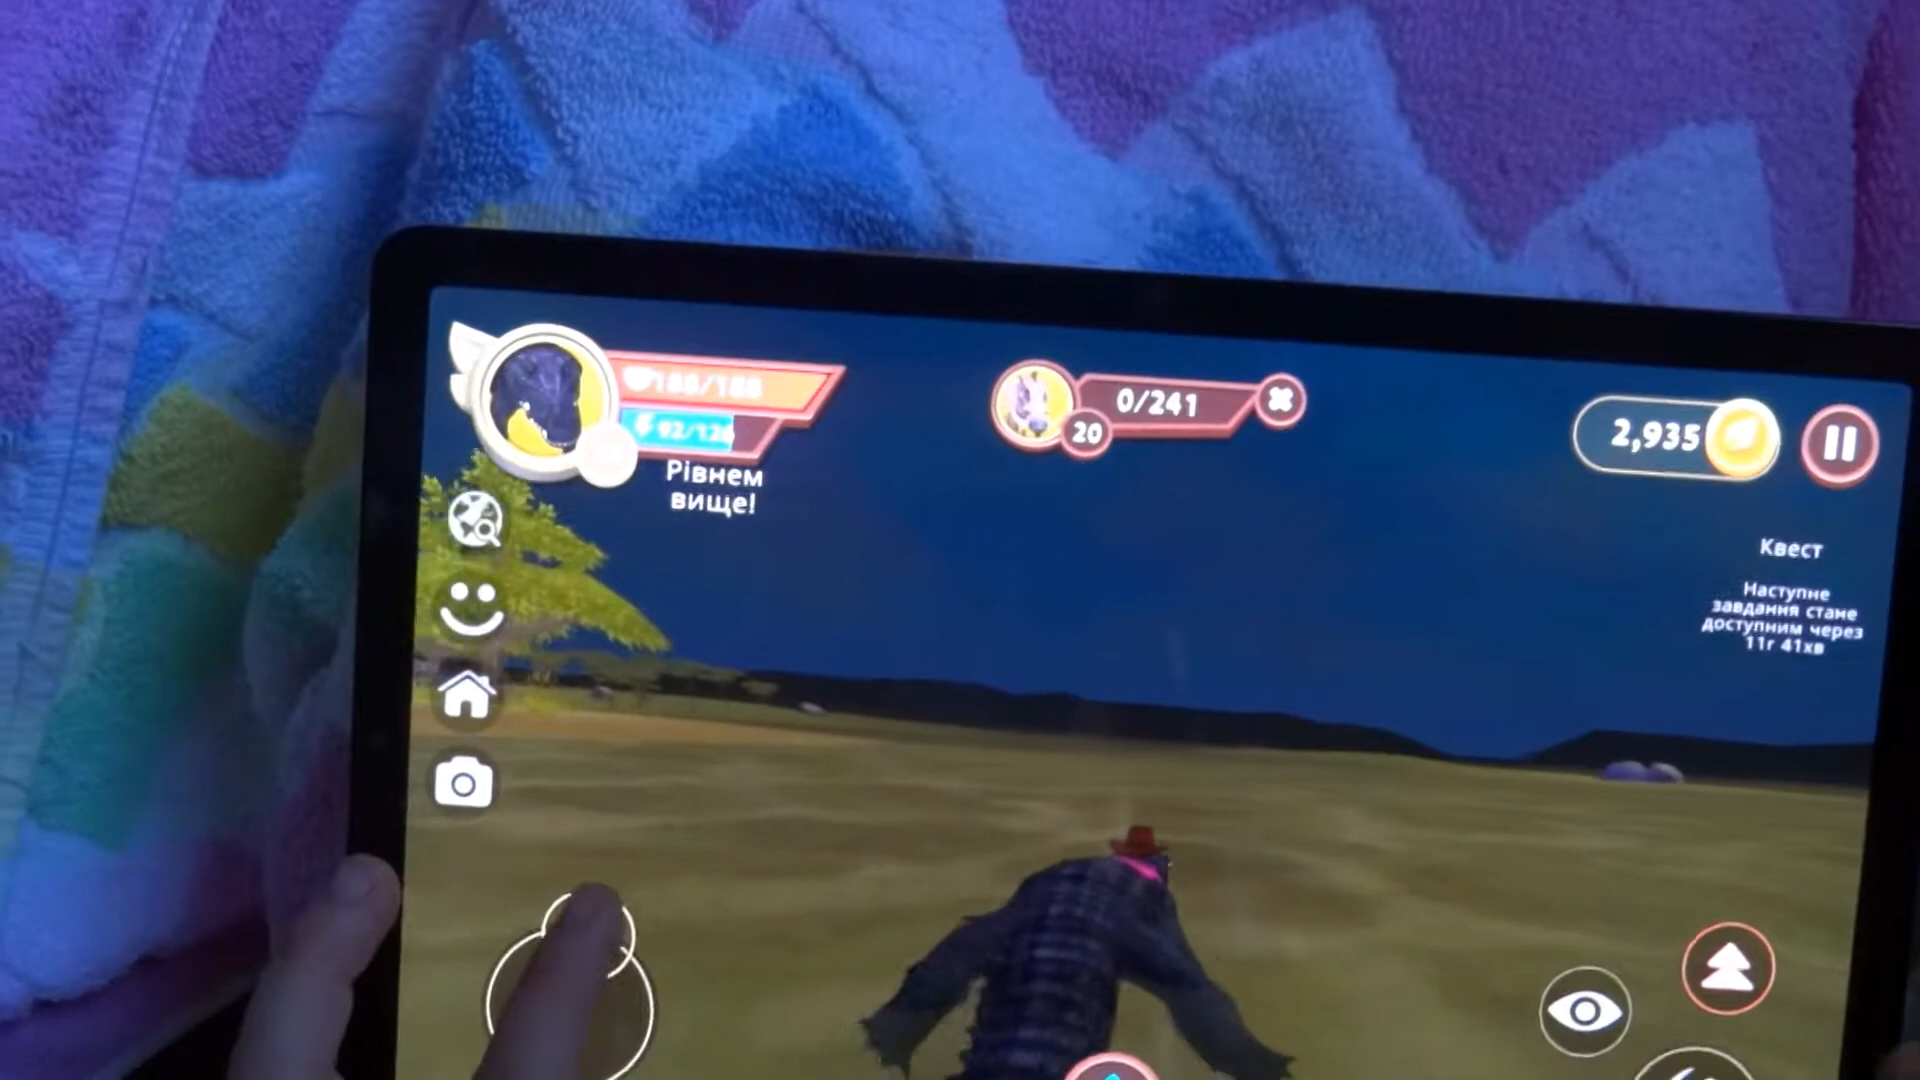 0/241
20
2,935
Рівнем
вище!
Квест
Наступне
завдання стане
доступним через
11г 41хв